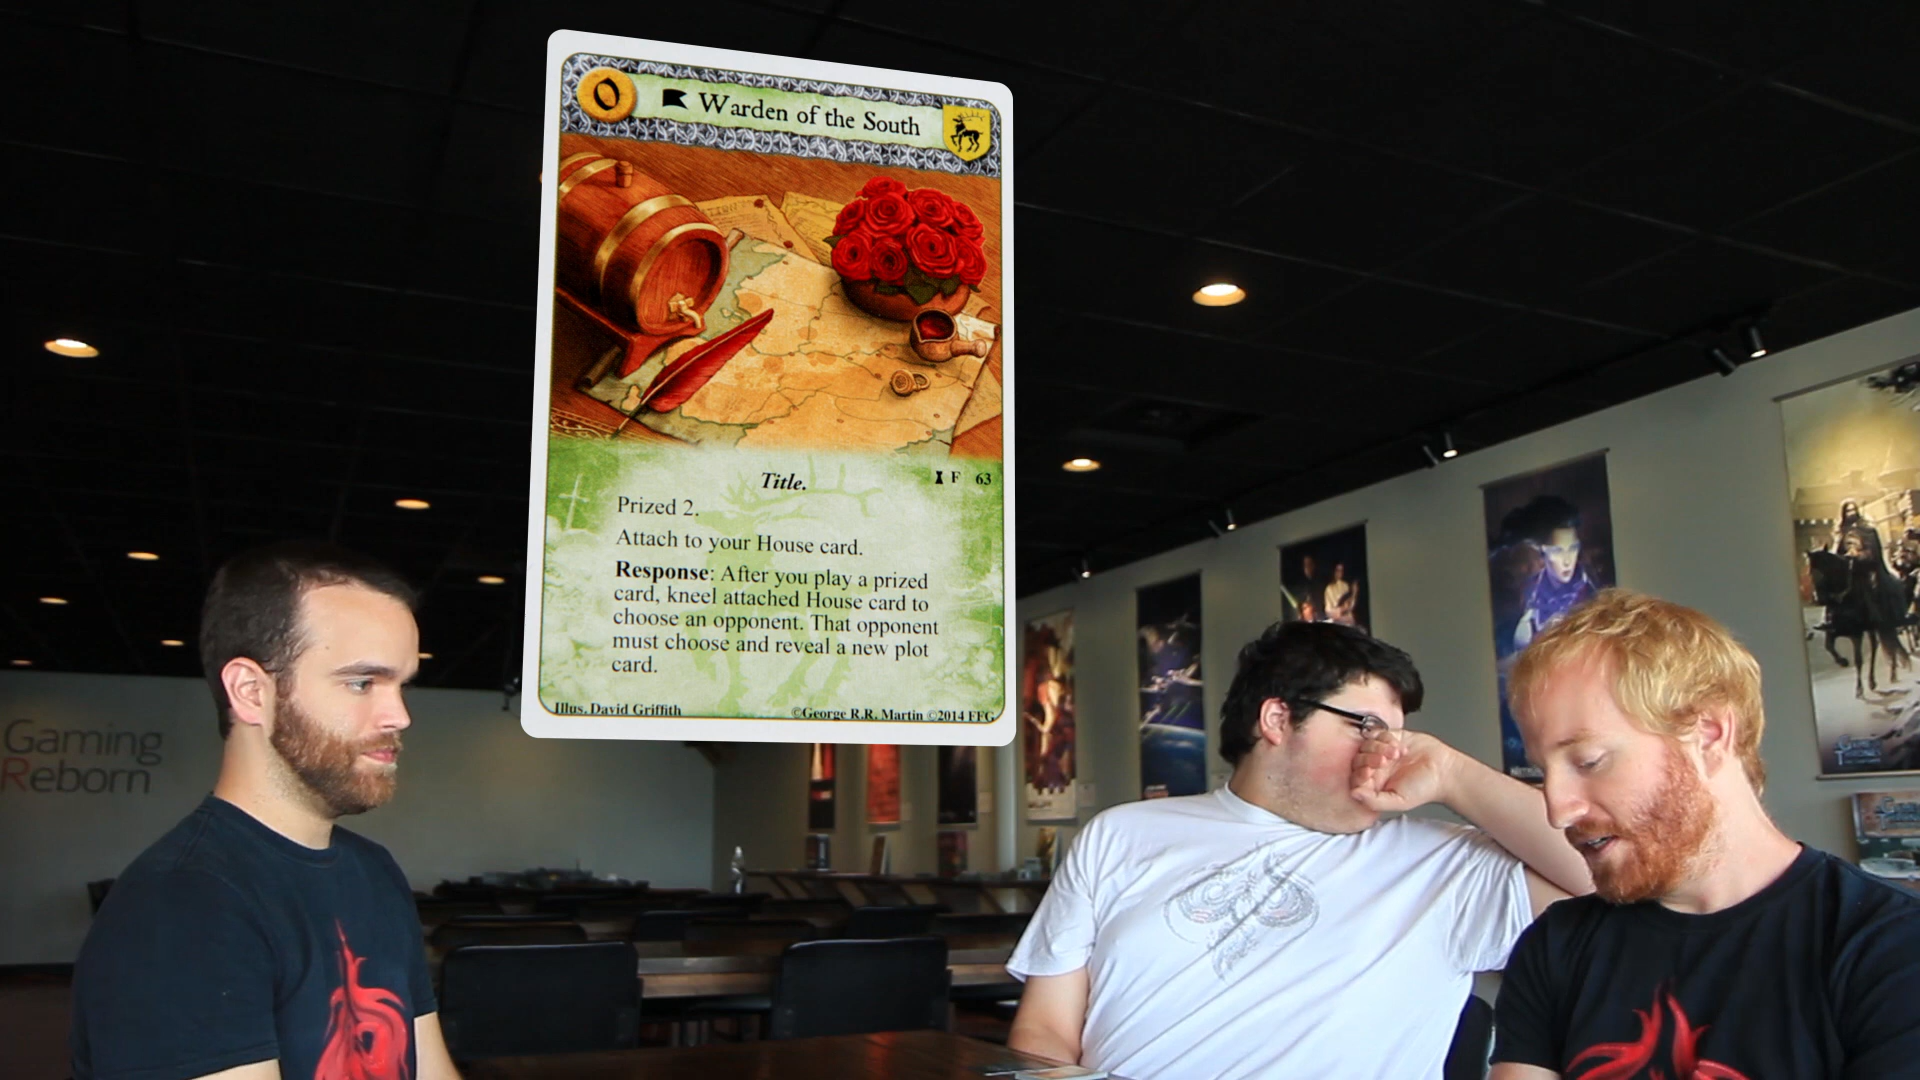 0 Warden of the South
Title.
F 63
Prized 2.
Attach to your House card.
Response: After you play a prized
card, kneel attached House card to
choose an opponent. That opponent
must choose and reveal a new plot
card.
Illus. David Griffith
©George R.R. Martin ©2014 FFG
Gaming
Reborn